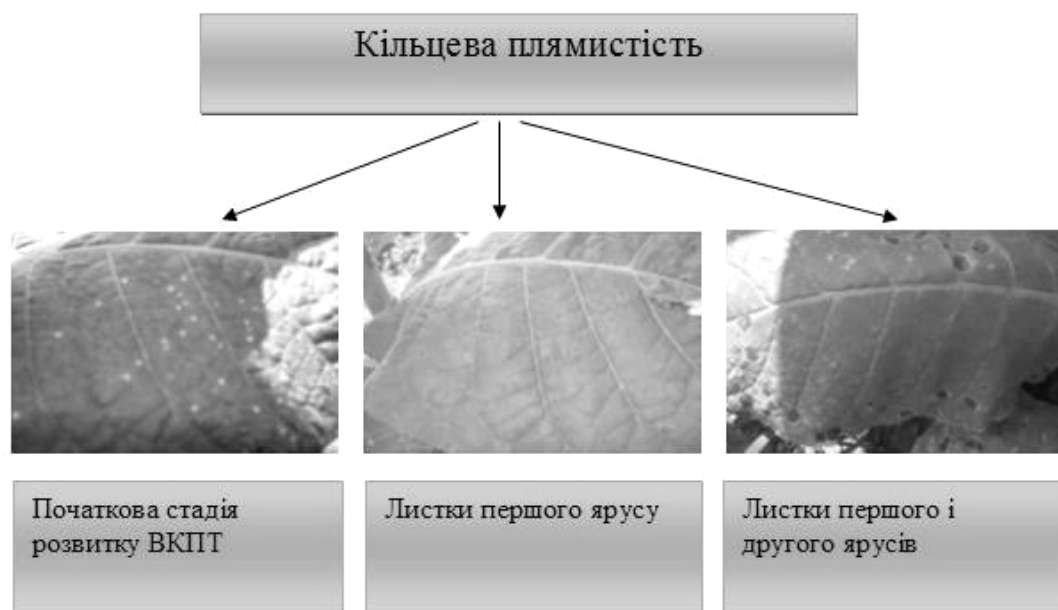 Кільцева плямистість
Початкова стадія
розвитку ВКПТ
Листки першого ярусу
Листки першого і
другого ярусів